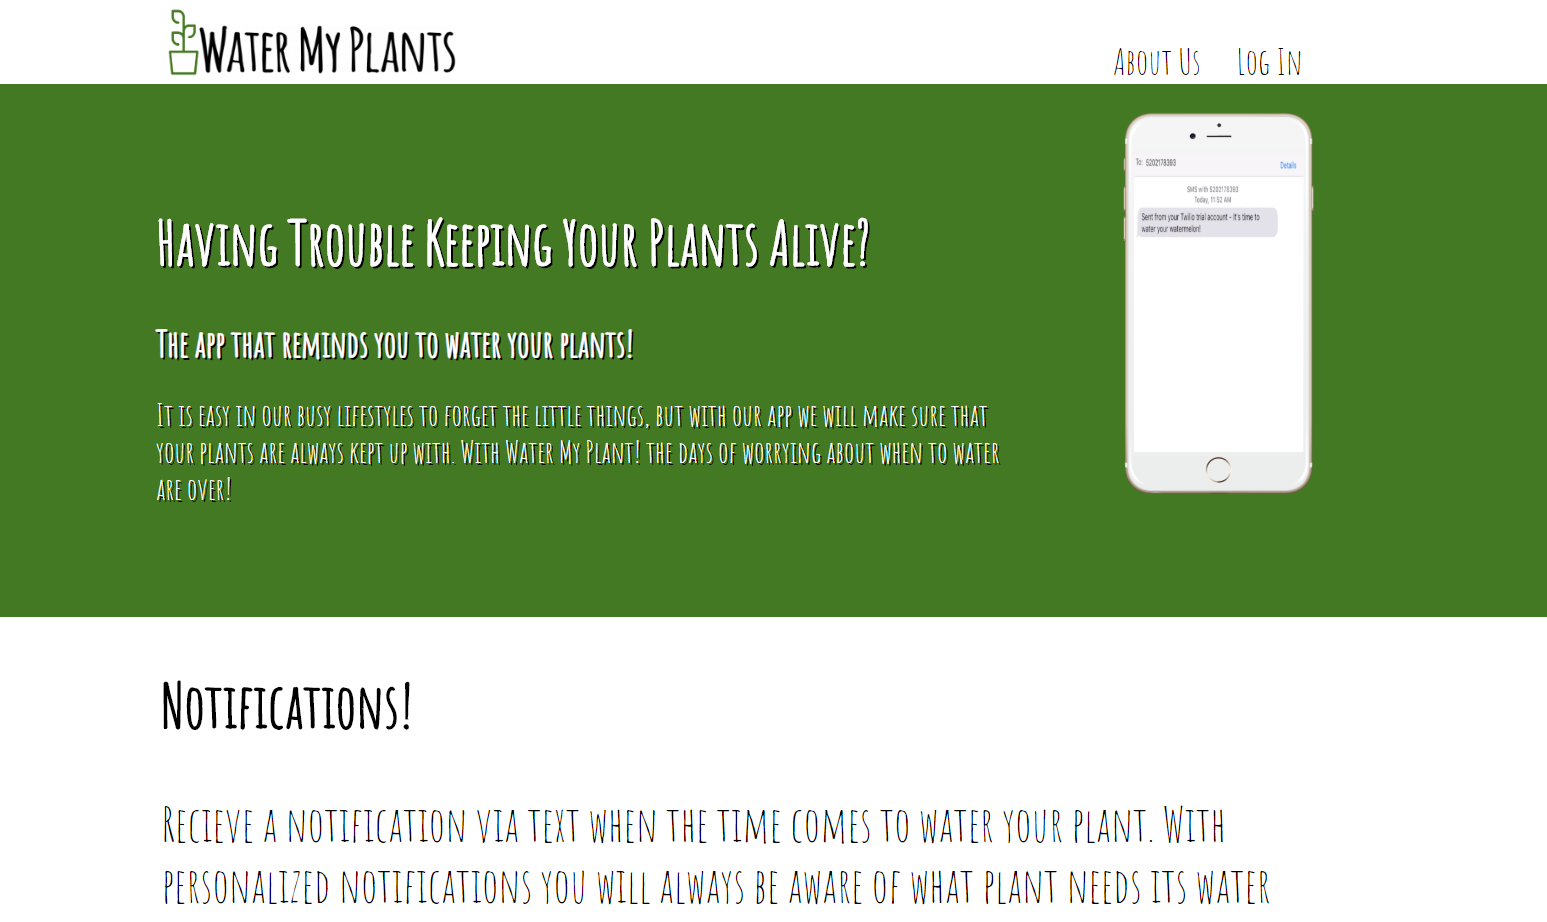 Water My Plants
About Us Log In
To: 5202178393 Details
SMS with 5202178393
Today, 11:52 AM
Sent from your Twilio trial account - It's time to
water your watermelon!
Having Trouble Keeping Your Plants Alive?
The app that reminds you to water your plants!
It is easy in our busy lifestyles to forget the little things, but with our app we will make sure that
your plants are always kept up with. With Water My Plant! the days of worrying about when to water
are over!
Notifications!
Recieve a notification via text when the time comes to water your plant. With
personalized notifications you will always be aware of what plant needs its water